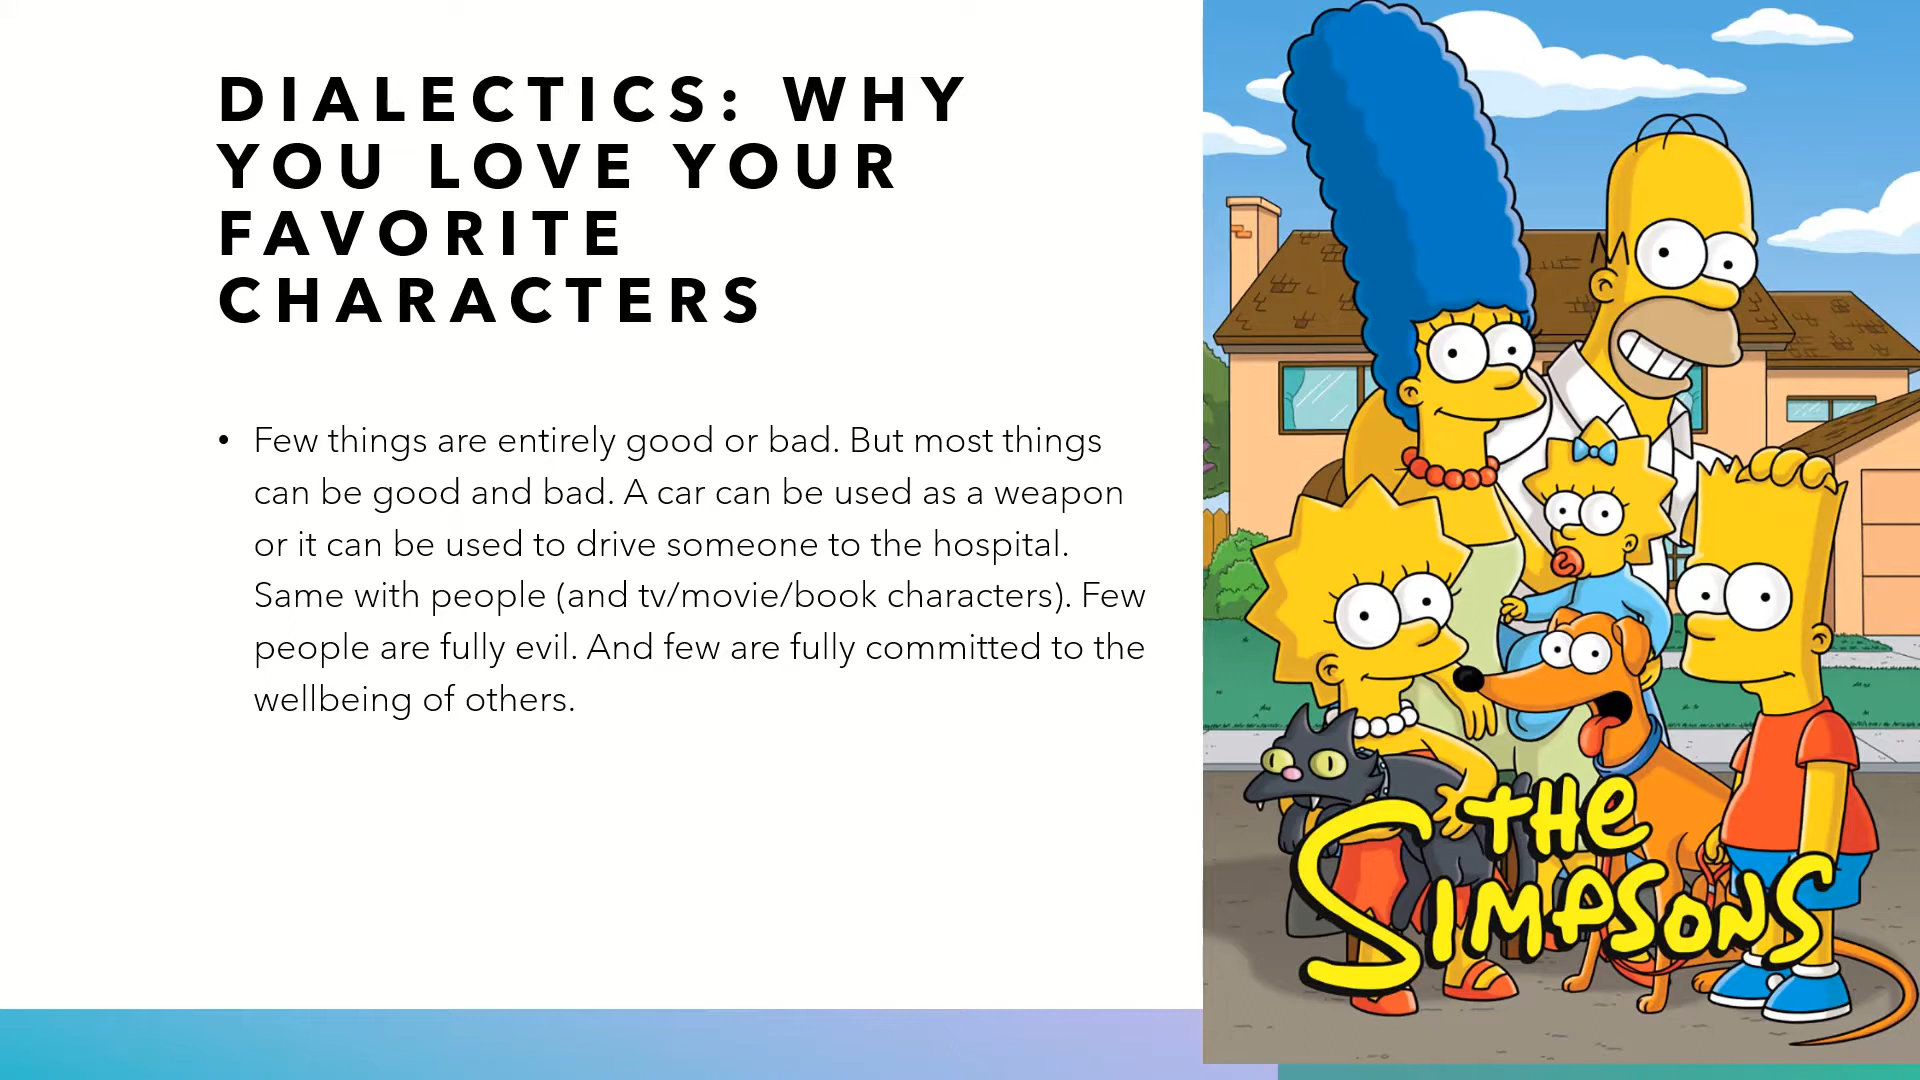 DIALECTICS: WHY
YOU LOVE YOUR
FAVORITE
CHARACTERS
• Few things are entirely good or bad. But most things
can be good and bad. A car can be used as a weapon
or it can be used to drive someone to the hospital.
Same with people (and tv/movie/book characters). Few
people are fully evil. And few are fully committed to the
wellbeing of others.
THE
SIMPSONS